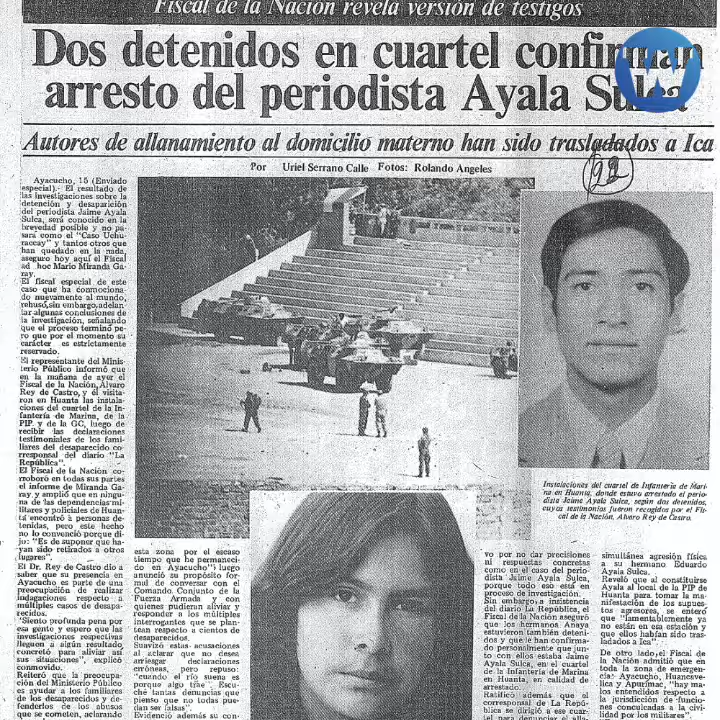 Fiscal de la Nación revela versión de testigos
Dos detenidos en cuartel confirman
arresto del periodista Ayala Sulca
Autores de allanamiento al domicilio materno han sido trasladados a Ica
Por Uriel Serrano Calle Fotos: Rolando Angeles
Ayacucho, 15 (Enviado
especial).- El resultado de
las investigaciones sobre la
detención y desaparición
del periodista Jaime Ayala
Sulca, será conocido en la
brevedad posible y no pa-
sará como el "Caso Uchu-
raccay" y tantos otros que
han quedado en la nada,
aseguró hoy aquí el Fiscal
ad hoc Mario Miranda Ga-
ray.
El fiscal especial de este
caso que ha conmociona-
do nuevamente al mundo,
rehusó, sin embargo, adelan-
tar algunas conclusiones de
la investigación, señalando
que el proceso terminó pe-
ro que por el momento su
carácter es estrictamente
reservado.
El representante del Minis-
terio Público informó que
en la mañana de ayer el
Fiscal de la Nación, Alvaro
Rey de Castro, y él visita-
ron en Huanta las instala-
ciones del cuartel de la In-
fantería de Marina, de la
PIP y de la GC, luego de
recibir las declaraciones
testimoniales de los fami-
liares del desaparecido co-
rresponsal del diario "La
República".
El Fiscal de la Nación co-
rroboró en todas sus partes
el informe de Miranda Ga-
ray y amplió que en ningu-
na de las dependencias mi-
litares y policiales de Huan-
ta encontró a personas de-
tenidas, pero este hecho
no lo convenció porque di-
jo: "Es de suponer que ha-
yan sido retirados a otros
lugares".
El Dr. Rey de Castro dio a
saber que su presencia en
Ayacucho es parte de una
preocupación de realizar
indagaciones respecto a
múltiples casos de desapa-
recidos.
"Siento profunda pena por
esa gente y espero que las
investigaciones respectivas
lleguen a algún resultado
concreto para aliviar así
sus situaciones", explicó
conmovido.
Reiteró que la preocupa-
ción del Ministerio Público
es ayudar a los familiares
de los desaparecidos y de-
fenderlos de los abusos
que se cometen, aclarando
esta zona por el escaso
tiempo que he permaneci-
do en Ayacucho") luego
anunció su propósito for-
mal de conversar con el
Comando Conjunto de la
Fuerza Armada y con
quienes pudieran aliviar y
responder a los múltiples
interrogantes que se plan-
tean respecto a cientos de
desaparecidos.
Suavizó estas acusaciones
al aclarar que no desea
arriesgar declaraciones
erróneas, pero repuso:
"cuando el río suena es
porque algo trae". Escu-
ché tantas denuncias que
pienso que no todas pue-
den ser falsas".
Evidenció además su con-
Instalaciones del cuartel de Infantería de Mari-
na en Huanta, donde estuvo arrestado el perio-
dista Jaime Ayala Sulca, según dos detenidos,
cuyos testimonios fueron recogidos por el Fis-
cal de la Nación, Alvaro Rey de Castro.
vo por no dar precisiones
ni respuestas concretas
como en el caso del perio-
dista Jaime Ayala Sulca,
porque todo eso está en
proceso de investigación.
Sin embargo, a insistencia
del diario La República, el
Fiscal de la Nación aseguró
que los hermanos Anaya
estuvieron también deteni-
dos y que le han confirma-
do personalmente que jun-
to con ellos estaba Jaime
Ayala Sulca, en el cuartel
de la Infantería de Marina
en Huanta, en calidad de
arrestado.
Ratificó además que el
corresponsal de La Repú-
blica se dirigió a ese cuar-
tel para denunciar el alla-
simultánea agresión física
a su hermano Eduardo
Ayala Sulca.
Reveló que al constituirse
Ayala al local de la PIP de
Huanta para tomar la ma-
nifestación de los supues-
tos agresores, se enteró
que "lamentablemente ya
no están en esa estación y
que ellos habían sido tras-
ladados a Ica".
De otro lado, el Fiscal de
la Nación admitió que en
toda la zona de emergen-
cia- Ayacucho, Huancave-
lica y Apurímac, "hay ma-
los entendidos respecto a
la jurisdicción de funcio-
nes conculcadas a la civili-
dad por los militares".